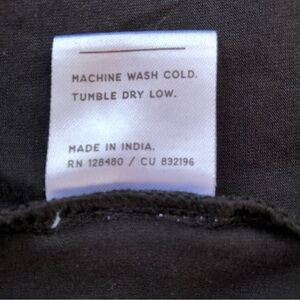 MACHINE WASH COLD.
TUMBLE DRY LOW.
MADE IN INDIA.
RN 128480 / CU 832196